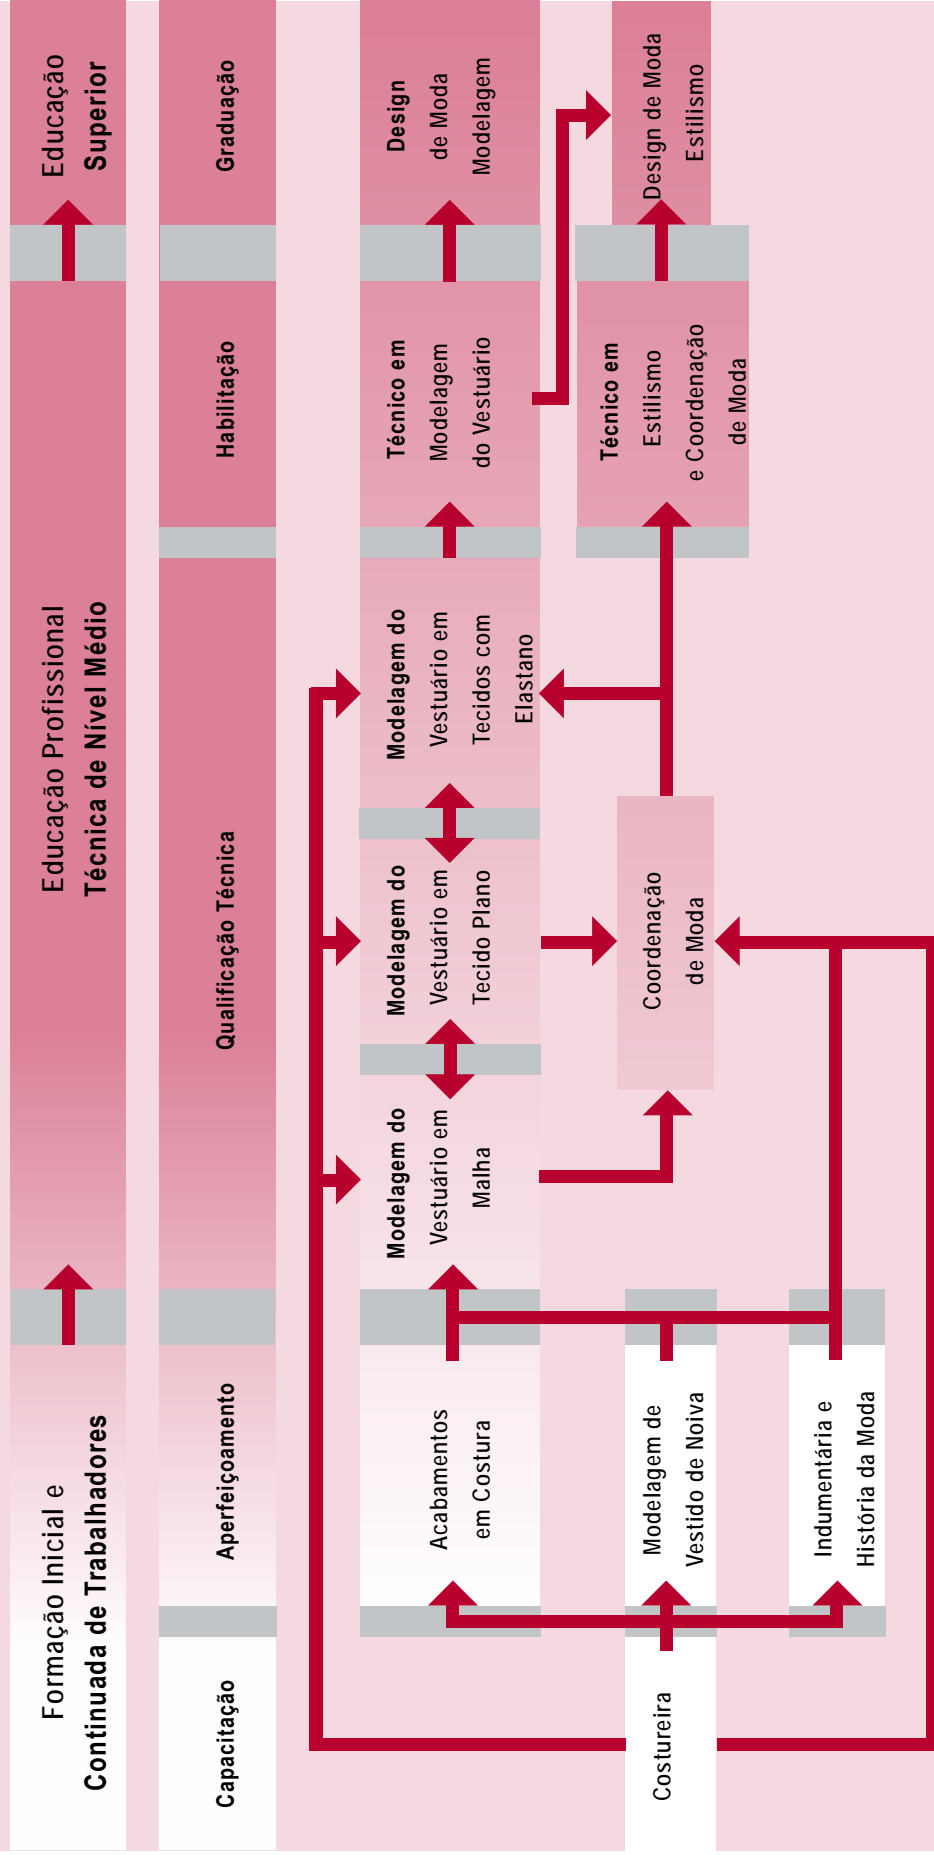 Formação Inicial e
Continuada de Trabalhadores
Educação Profissional
Técnica de Nível Médio
Educação
Superior
Capacitação
Aperfeiçoamento
Qualificação Técnica
Habilitação
Graduação
Acabamentos
em Costura
Modelagem do
Vestuário em
Malha
Modelagem do
Vestuário em
Tecido Plano
Modelagem do
Vestuário em
Tecidos com
Elastano
Técnico em
Modelagem
do Vestuário
Design
de Moda
Modelagem
Costureira
Modelagem de
Vestido de Noiva
Coordenação
de Moda
Técnico em
Estilismo
e Coordenação
de Moda
Design de Moda
Estilismo
Indumentária e
História da Moda